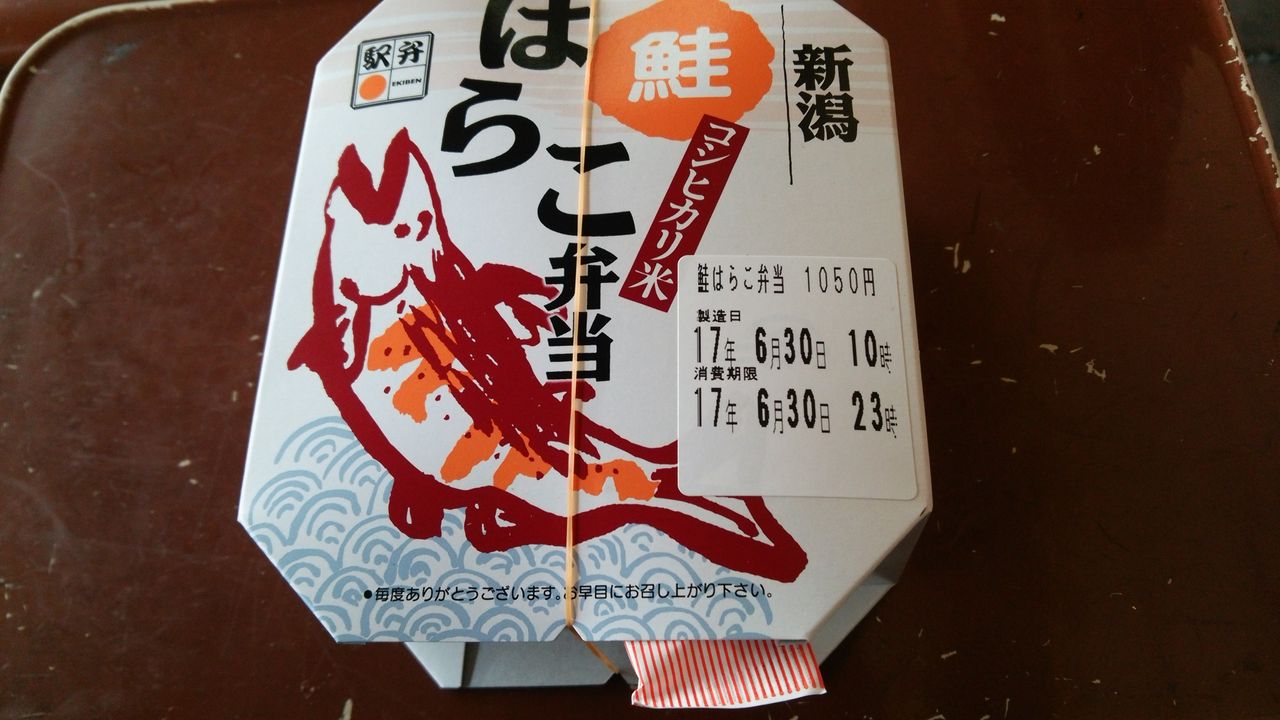 新潟
鮭
はらこ弁当
コシヒカリ米
駅弁
EKIBEN
鮭はらこ弁当 1050円
製造日
17年 6月30日 10時
消費期限
17年 6月30日 23時
●毎度ありがとうございます。お早目にお召し上がり下さい。